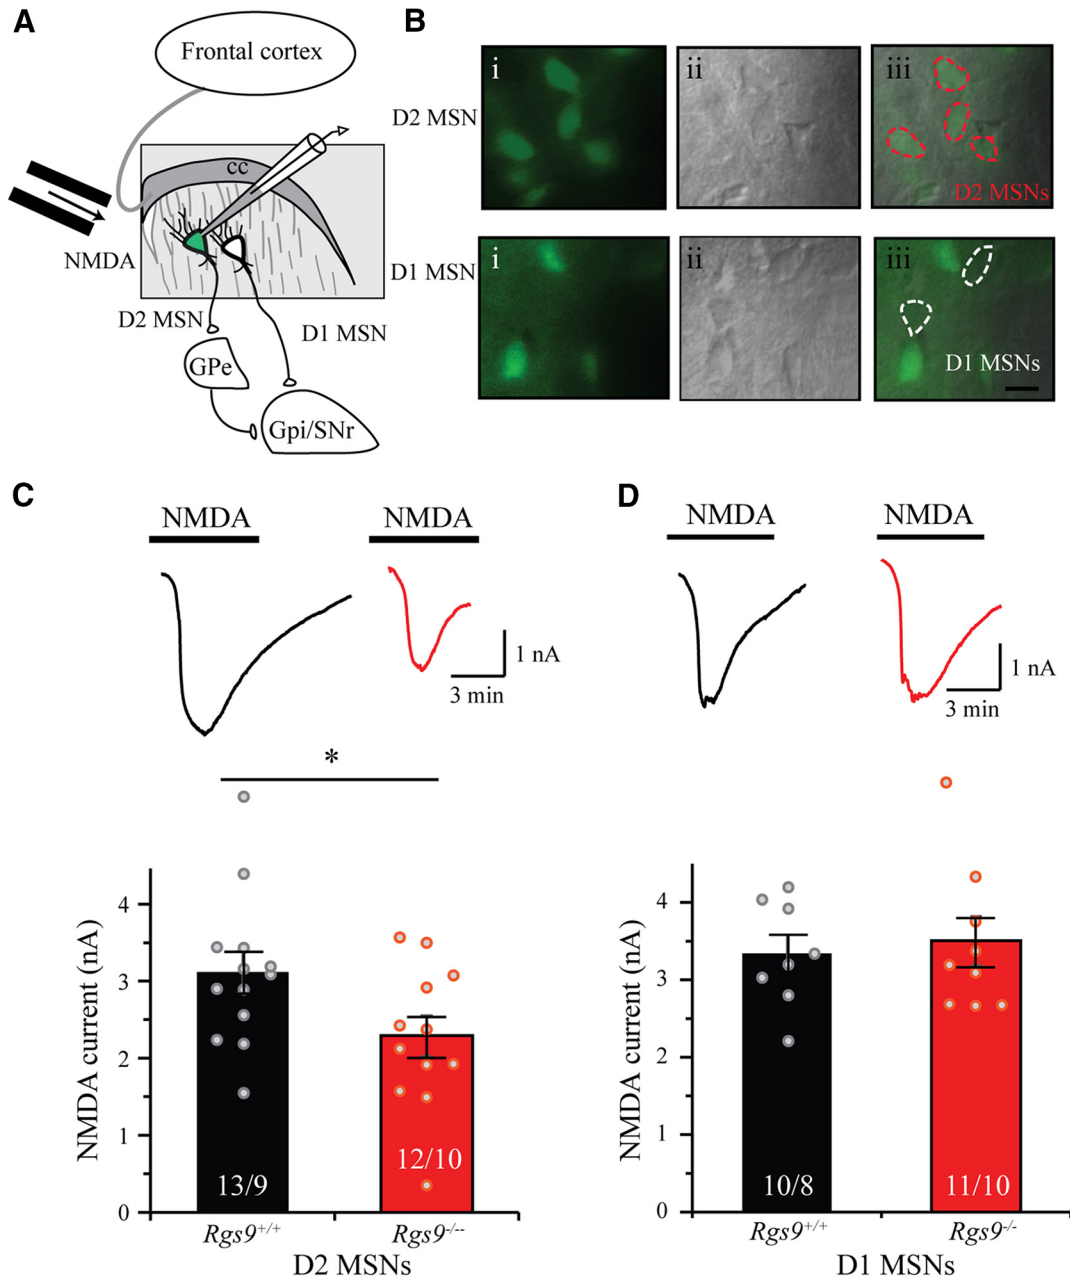 A
Frontal cortex
cc
NMDA
D2 MSN
D1 MSN
GPe
Gpi/SNr
B
D2 MSN
i
ii
iii
D2 MSNs
D1 MSN
i
ii
iii
D1 MSNs
C
NMDA
NMDA
1 nA
3 min
*
NMDA current (nA)
4
3
2
1
0
13/9
12/10
Rgs9+/+
Rgs9-/--
D2 MSNs
D
NMDA
NMDA
1 nA
3 min
NMDA current (nA)
4
3
2
1
0
10/8
11/10
Rgs9+/+
Rgs9-/-
D1 MSNs